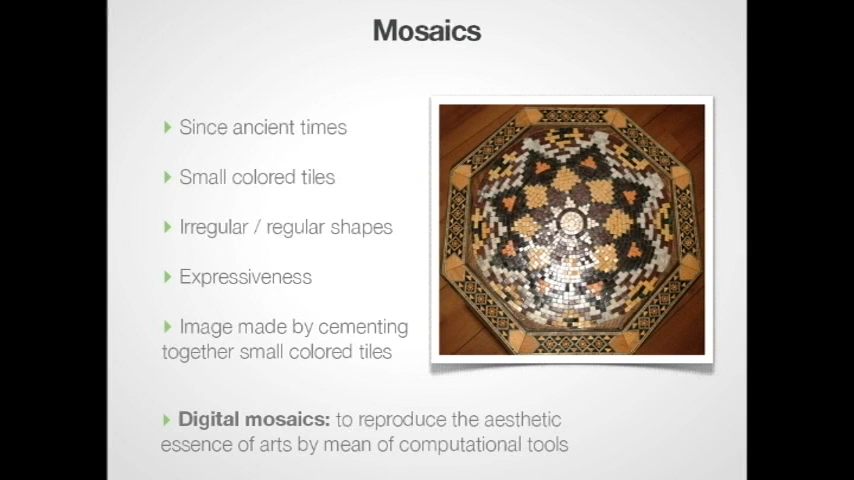 Mosaics
Since ancient times
Small colored tiles
Irregular / regular shapes
Expressiveness
Image made by cementing
together small colored tiles
Digital mosaics: to reproduce the aesthetic
essence of arts by mean of computational tools